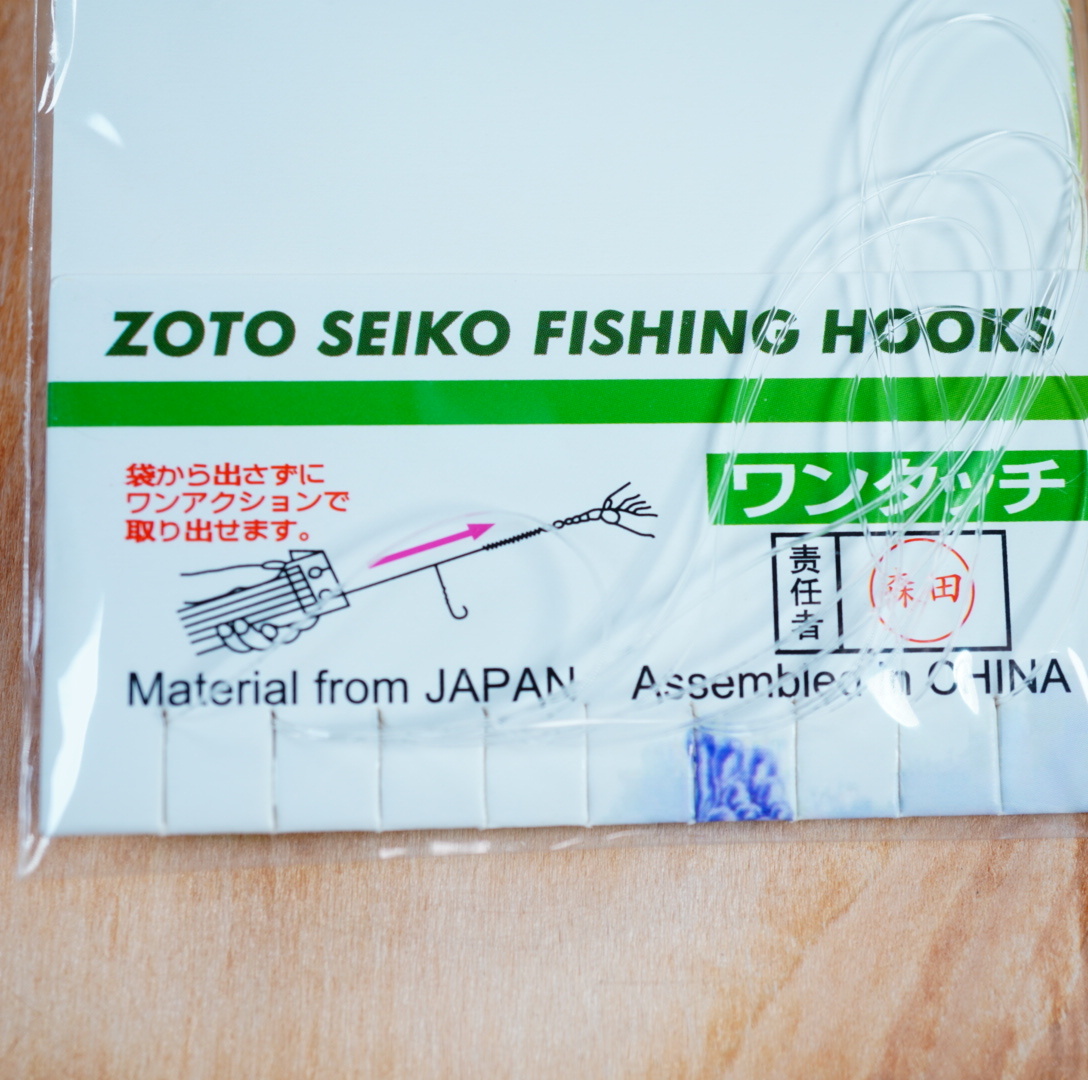 ZOTO SEIKO FISHING HOOKS
袋から出さずに
ワンアクションで
取り出せます。
ワンタッチ
責任者
森田
Material from JAPAN Assembled in CHINA